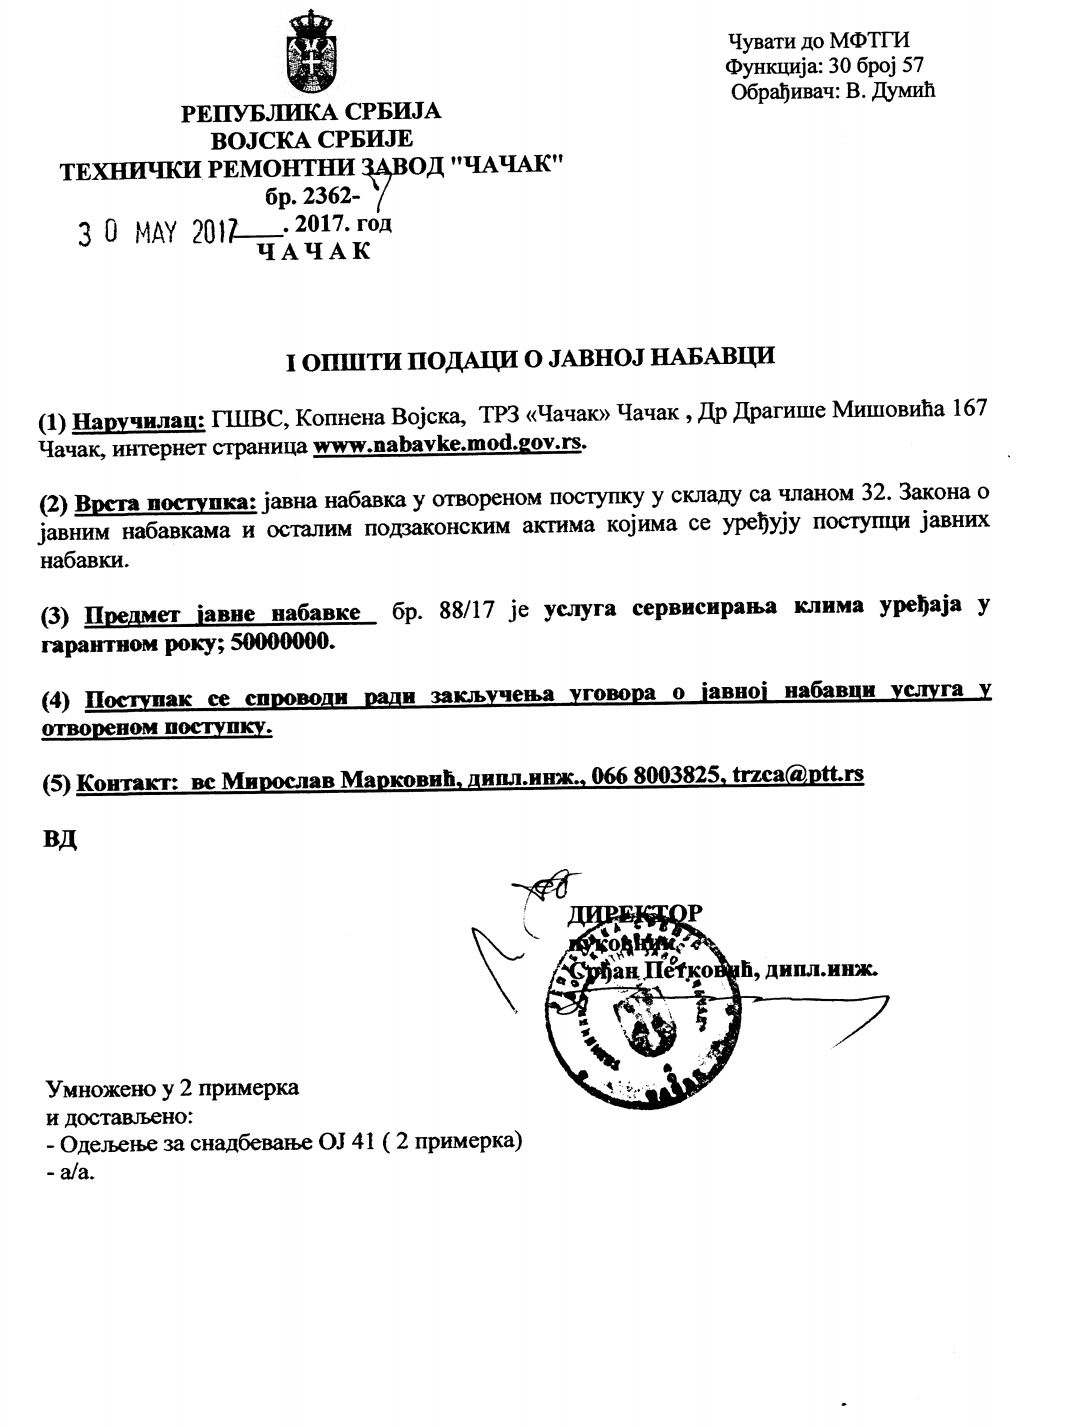 Чувати до МФТГИ
Функција: 30 број 57
Обрађивач: В. Думић
РЕПУБЛИКА СРБИЈА
ВОЈСКА СРБИЈЕ
ТЕХНИЧКИ РЕМОНТНИ ЗАВОД "ЧАЧАК"
бр. 2362-
30 MAY 2017 . 2017. год
Ч А Ч А К
I ОПШТИ ПОДАЦИ О ЈАВНОЈ НАБАВЦИ
(1) Наручилац: ГШВС, Копнена Војска, ТРЗ «Чачак» Чачак , Др Драгише Мишовића 167
Чачак, интернет страница www.nabavke.mod.gov.rs.
(2) Врста поступка: јавна набавка у отвореном поступку у складу са чланом 32. Закона о
јавним набавкама и осталим подзаконским актима којима се уређују поступци јавних
набавки.
(3) Предмет јавне набавке бр. 88/17 је услуга сервисирања клима уређаја у
гарантном року; 50000000.
(4) Поступак се спроводи ради закључења уговора о јавној набавци услуга у
отвореном поступку.
(5) Контакт: вс Мирослав Марковић, дипл.инж., 066 8003825, trzca@ptt.rs
ВД
ДИРЕКТОР
пуковник
Срђан Петковић, дипл.инж.
Умножено у 2 примерка
и достављено:
- Одељење за снадбевање ОЈ 41 ( 2 примерка)
- а/а.